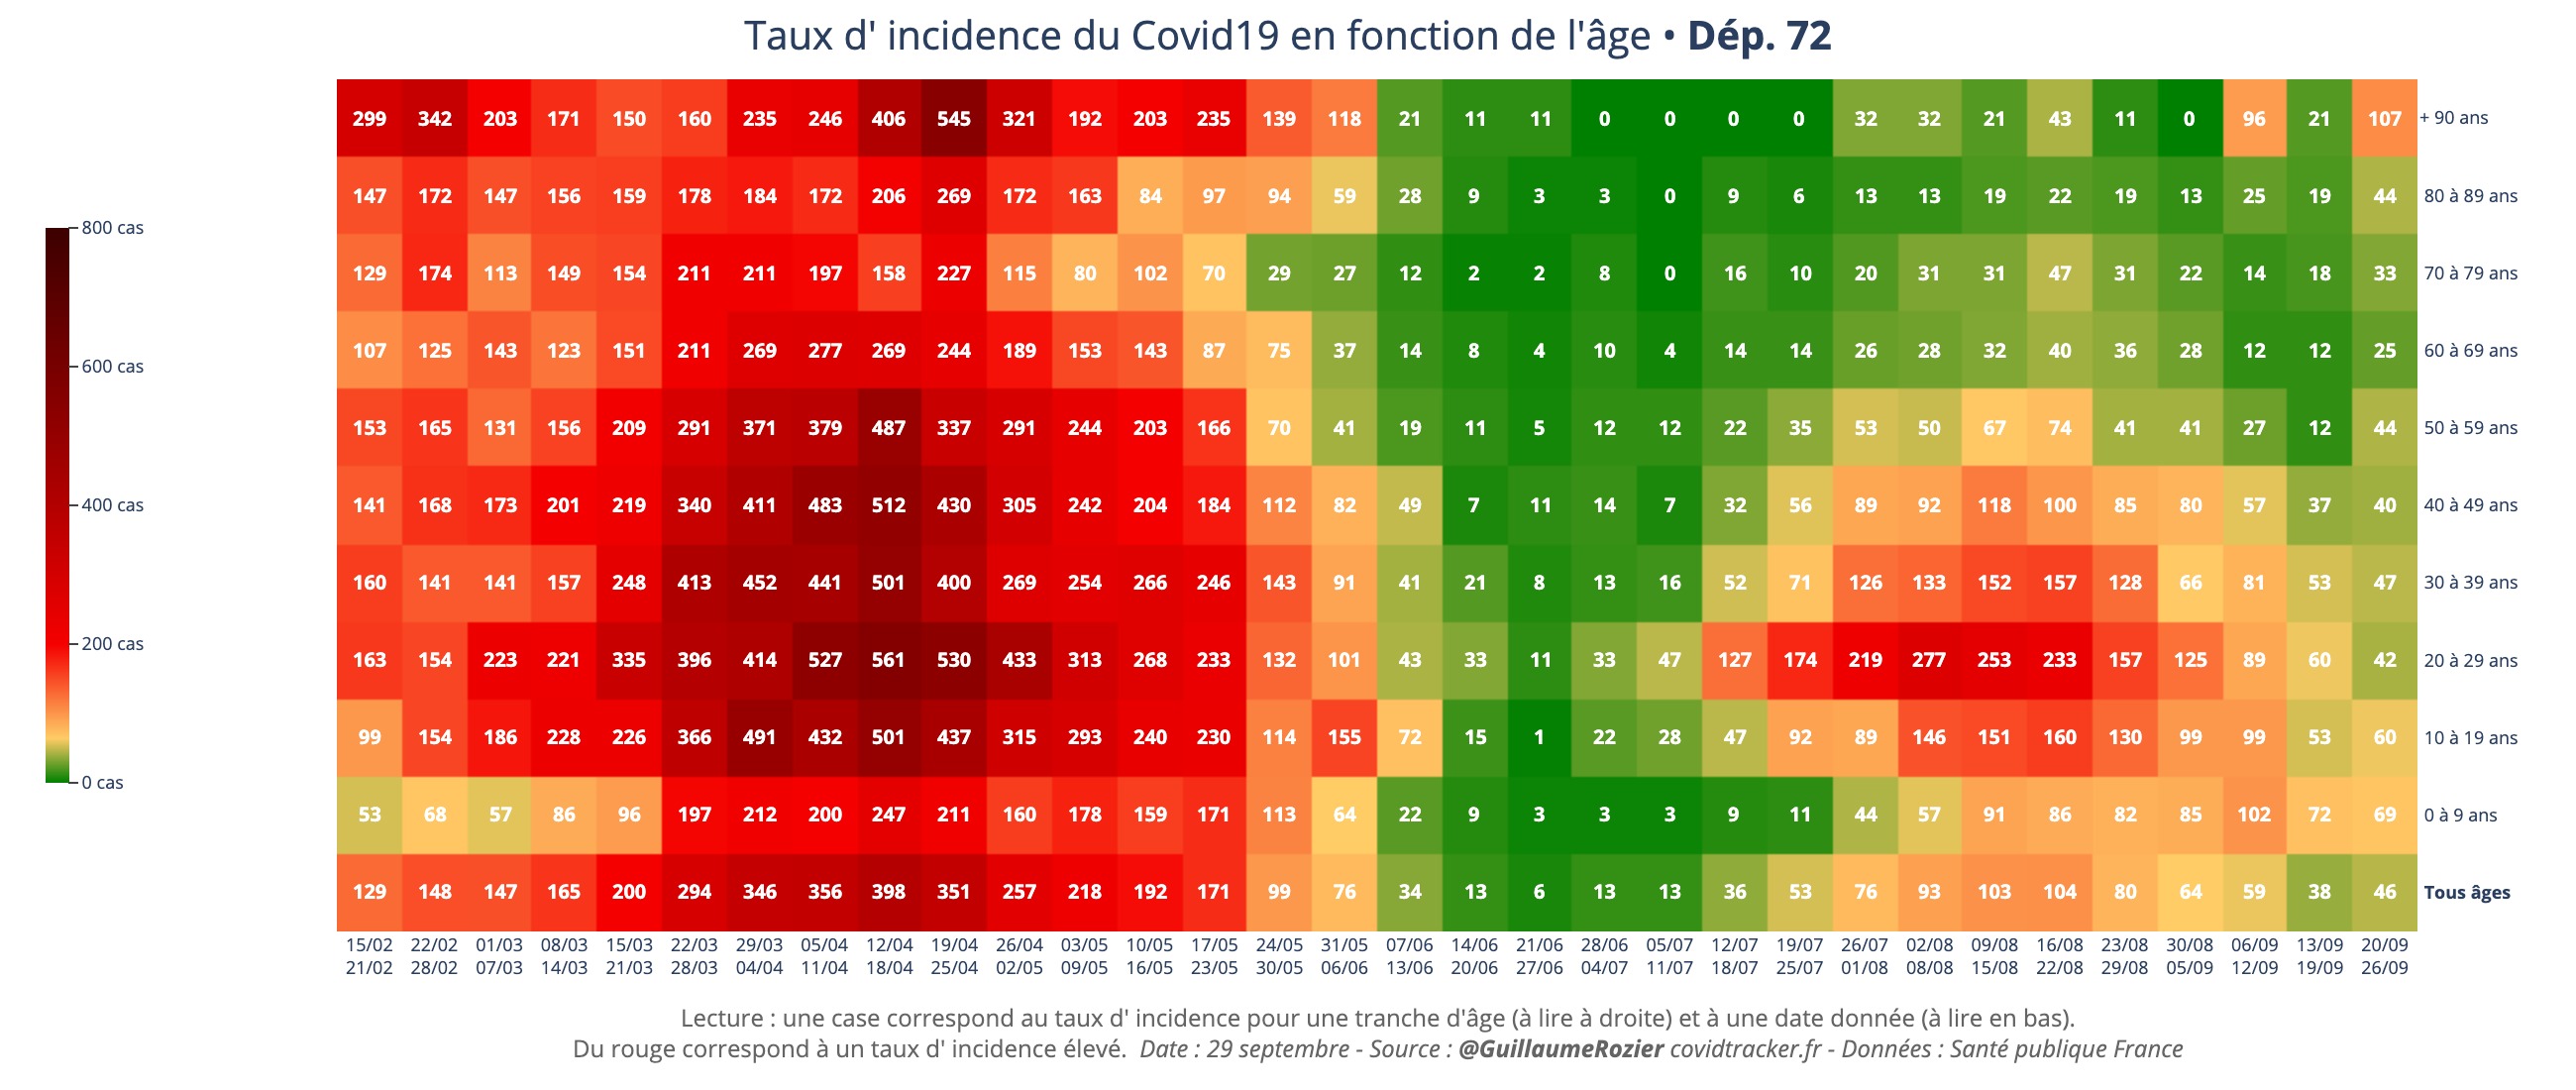 Taux d' incidence du Covid19 en fonction de l'âge • Dép. 72
800 cas
600 cas
400 cas
200 cas
0 cas
299 342 203 171 150 160 235 246 406 545 321 192 203 235 139 118 21 11 11 0 0 0 0 32 32 21 43 11 0 96 21 107 + 90 ans
147 172 147 156 159 178 184 172 206 269 172 163 84 97 94 59 28 9 3 3 0 9 6 13 13 19 22 19 13 25 19 44 80 à 89 ans
129 174 113 149 154 211 211 197 158 227 115 80 102 70 29 27 12 2 2 8 0 16 10 20 31 31 47 31 22 14 18 33 70 à 79 ans
107 125 143 123 151 211 269 277 269 244 189 153 143 87 75 37 14 8 4 10 4 14 14 26 28 32 40 36 28 12 12 25 60 à 69 ans
153 165 131 156 209 291 371 379 487 337 291 244 203 166 70 41 19 11 5 12 12 22 35 53 50 67 74 41 41 27 12 44 50 à 59 ans
141 168 173 201 219 340 411 483 512 430 305 242 204 184 112 82 49 7 11 14 7 32 56 89 92 118 100 85 80 57 37 40 40 à 49 ans
160 141 141 157 248 413 452 441 501 400 269 254 266 246 143 91 41 21 8 13 16 52 71 126 133 152 157 128 66 81 53 47 30 à 39 ans
163 154 223 221 335 396 414 527 561 530 433 313 268 233 132 101 43 33 11 33 47 127 174 219 277 253 233 157 125 89 60 42 20 à 29 ans
99 154 186 228 226 366 491 432 501 437 315 293 240 230 114 155 72 15 1 22 28 47 92 89 146 151 160 130 99 99 53 60 10 à 19 ans
53 68 57 86 96 197 212 200 247 211 160 178 159 171 113 64 22 9 3 3 3 9 11 44 57 91 86 82 85 102 72 69 0 à 9 ans
129 148 147 165 200 294 346 356 398 351 257 218 192 171 99 76 34 13 6 13 13 36 53 76 93 103 104 80 64 59 38 46 Tous âges
15/02 22/02 01/03 08/03 15/03 22/03 29/03 05/04 12/04 19/04 26/04 03/05 10/05 17/05 24/05 31/05 07/06 14/06 21/06 28/06 05/07 12/07 19/07 26/07 02/08 09/08 16/08 23/08 30/08 06/09 13/09 20/09
21/02 28/02 07/03 14/03 21/03 28/03 04/04 11/04 18/04 25/04 02/05 09/05 16/05 23/05 30/05 06/06 13/06 20/06 27/06 04/07 11/07 18/07 25/07 01/08 08/08 15/08 22/08 29/08 05/09 12/09 19/09 26/09
Lecture : une case correspond au taux d' incidence pour une tranche d'âge (à lire à droite) et à une date donnée (à lire en bas).
Du rouge correspond à un taux d' incidence élevé. Date : 29 septembre - Source : @GuillaumeRozier covidtracker.fr - Données : Santé publique France